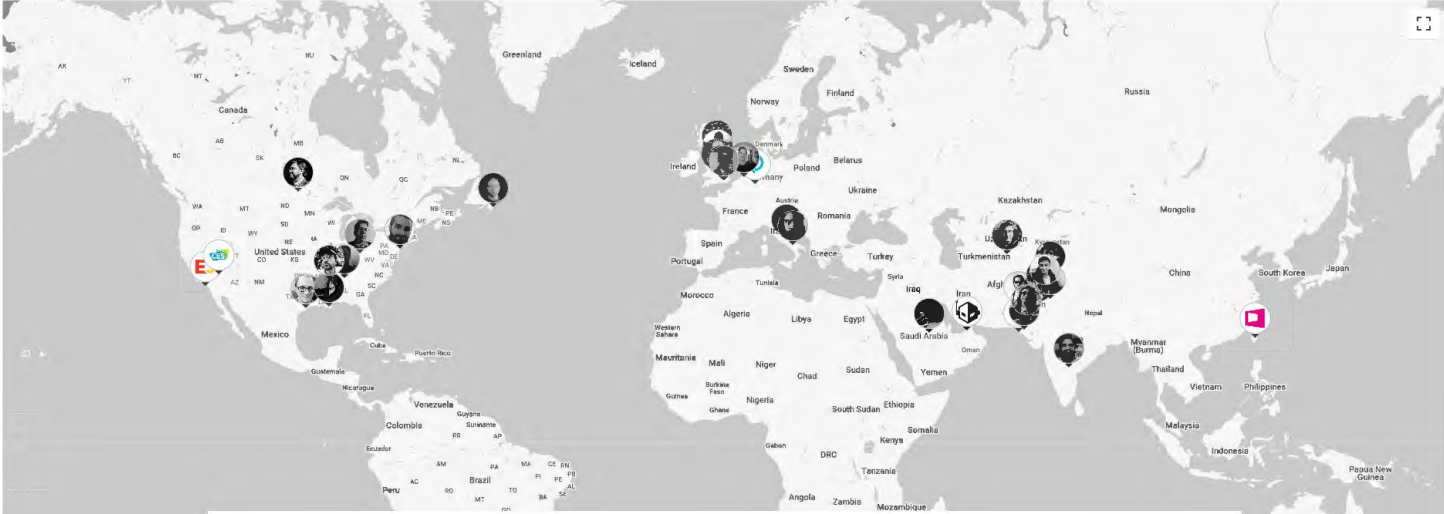 Greenland
Iceland
Sweden
Finland
Norway
Russia
AK
YT
NT
NU
Canada
AB
MB
BC
SK
ON
QC
NL
Denmark
Ireland
Poland
Belarus
Ukraine
WA
MT
ND
MN
NB
PE
NS
ME
France
Austria
Romania
Kazakhstan
Mongolia
OR
ID
WY
SD
WI
IA
NE
United States
CO
KS
PA
MD
DE
WV
VA
Spain
Portugal
Greece
Turkey
Turkmenistan
China
South Korea
Japan
CES
AZ
NM
NC
SC
GA
FL
Tunisia
Syria
Iraq
Iran
Nepal
Morocco
Algeria
Libya
Egypt
Saudi Arabia
Oman
Mexico
Cuba
Puerto Rico
Western
Sahara
Mauritania
Mali
Niger
Chad
Sudan
Yemen
Myanmar
(Burma)
Thailand
Vietnam
Philippines
Guatemala
Nicaragua
Burkina
Faso
Guinea
Ghana
Nigeria
South Sudan
Ethiopia
Somalia
Venezuela
Guyana
Suriname
Colombia
RR
AP
Ecuador
Gabon
Kenya
DRC
Tanzania
Malaysia
Indonesia
Papua New
Guinea
AM
PA
MA
CE
RN
PB
PI
PE
AL
SE
Peru
AC
RO
Brazil
TO
BA
MT
GO
Angola
Zambia
Mozambique